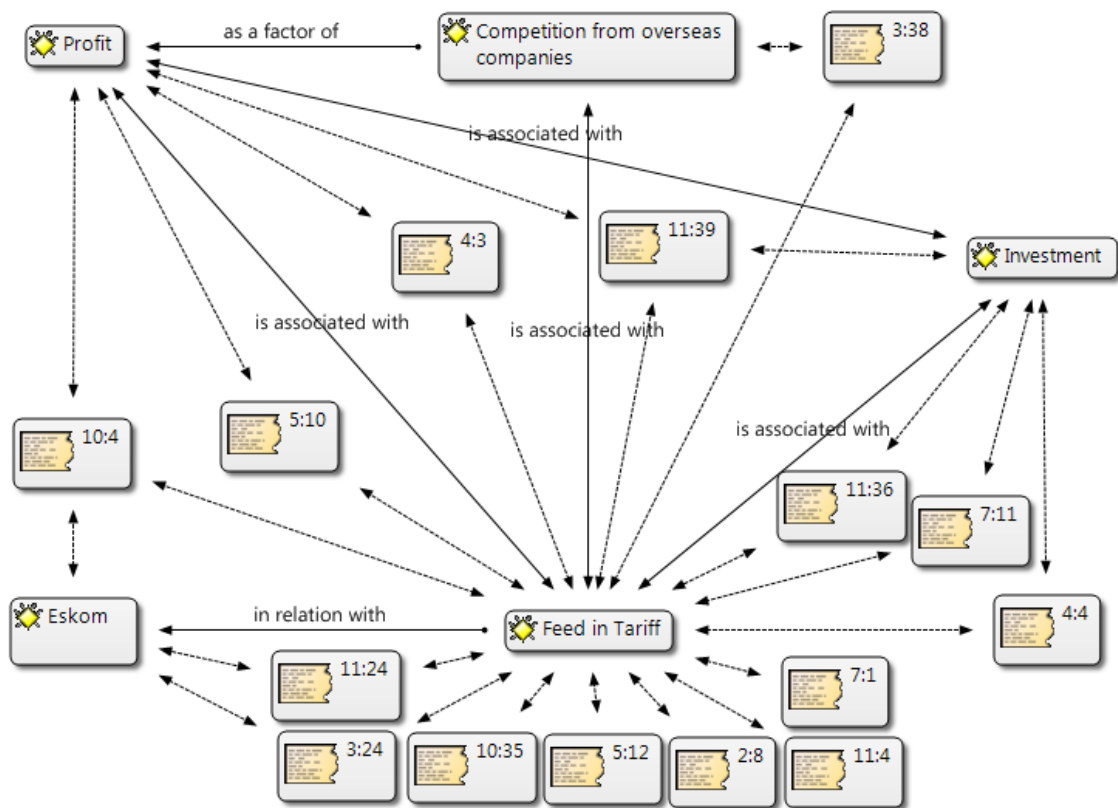 Profit
as a factor of
Competition from overseas
companies
3:38
is associated with
4:3
11:39
Investment
is associated with
is associated with
5:10
10:4
is associated with
11:36
7:11
Eskom
in relation with
Feed in Tariff
4:4
11:24
7:1
3:24
10:35
5:12
2:8
11:4